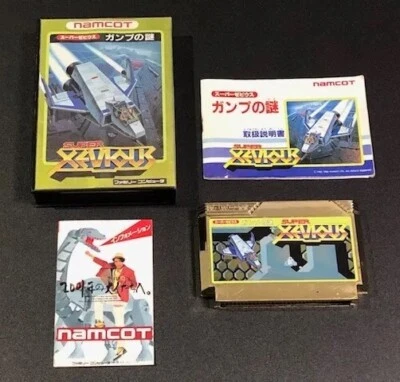 namcot
スーパーゼビウス
ガンプの謎
SUPER
XEVIOUS
ファミリー コンピュータ
namcot
スーパーゼビウス
ガンプの謎
取扱説明書
SUPER
XEVIOUS
インフォメーション
namcot
SUPER
XEVIOUS